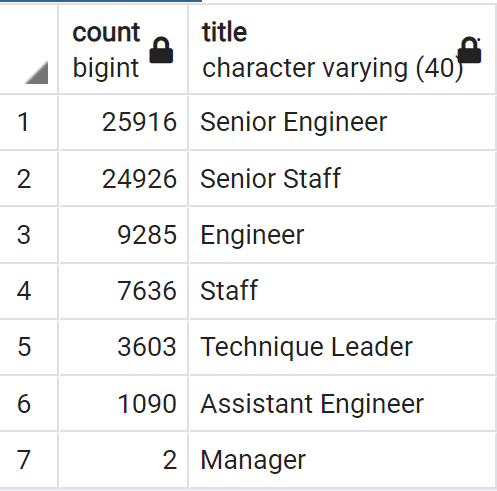 count title
bigint character varying (40)
1 25916 Senior Engineer
2 24926 Senior Staff
3 9285 Engineer
4 7636 Staff
5 3603 Technique Leader
6 1090 Assistant Engineer
7 2 Manager